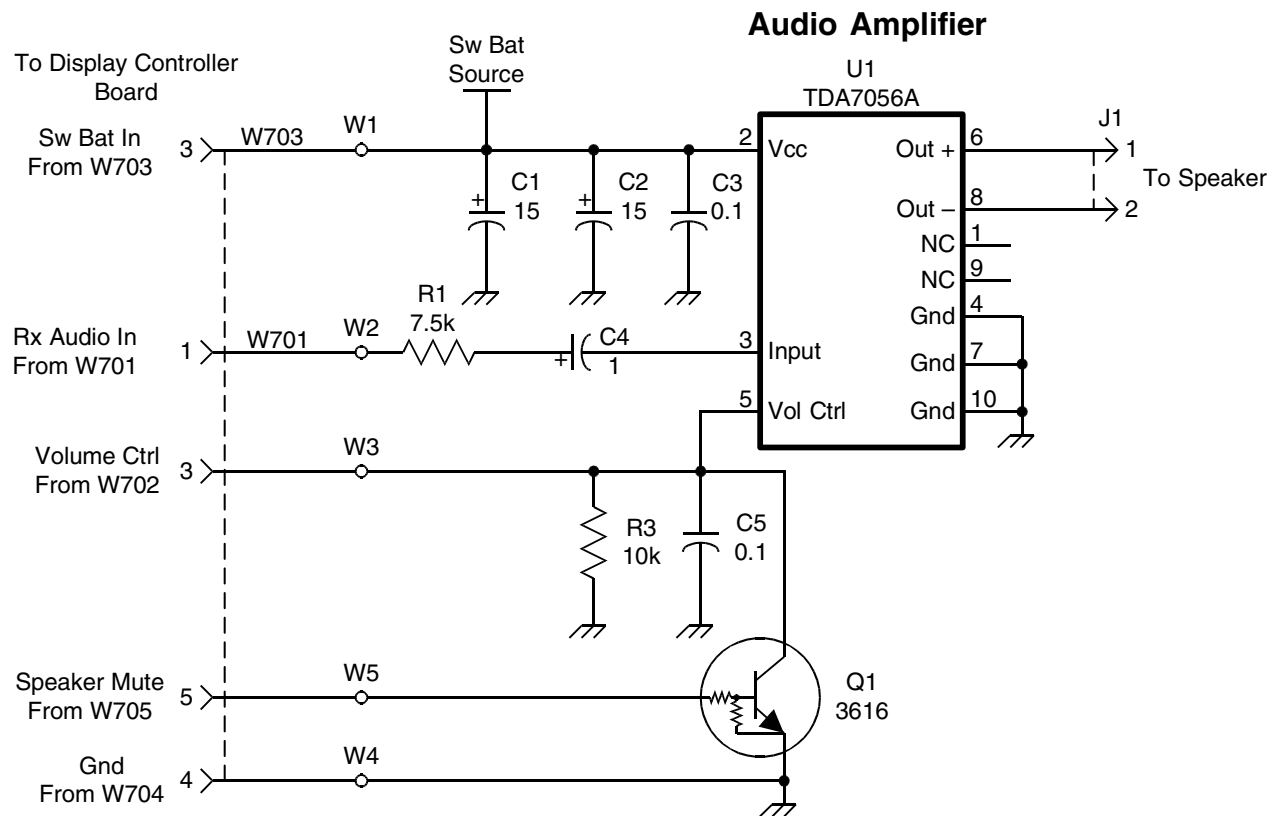 Audio Amplifier
To Display Controller
Board
Sw Bat
Source
U1
TDA7056A
Sw Bat In
From W703
3
W703
W1
2
Vcc
Out +
6
J1
1
To Speaker
C1
15
+
C2
15
+
C3
0.1
Out –
8
2
NC
1
NC
9
Gnd
4
Gnd
7
Gnd
10
Rx Audio In
From W701
1
W701
W2
R1
7.5k
+
C4
1
3
Input
5
Vol Ctrl
Volume Ctrl
From W702
3
W3
R3
10k
C5
0.1
Speaker Mute
From W705
5
W5
Q1
3616
Gnd
From W704
4
W4